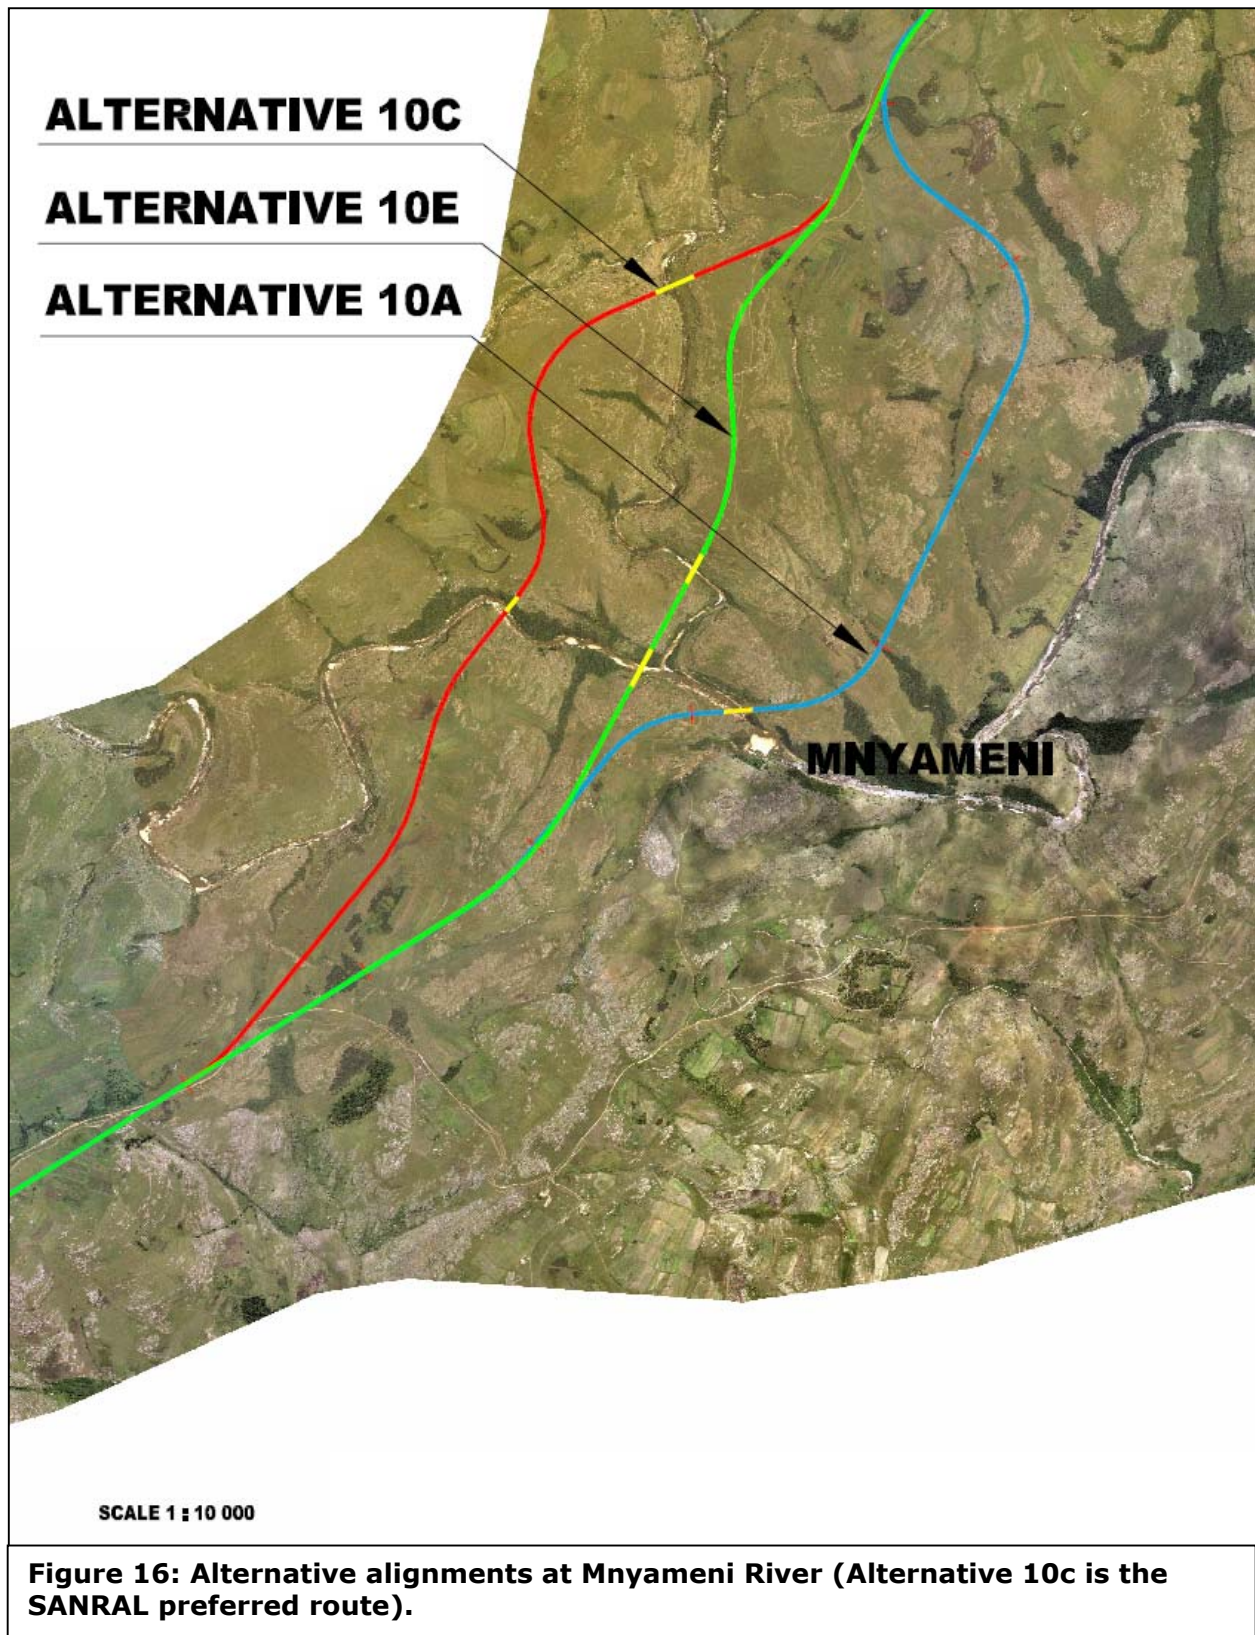 ALTERNATIVE 10C
ALTERNATIVE 10E
ALTERNATIVE 10A
MNYAMENI
SCALE 1 : 10 000
Figure 16: Alternative alignments at Mnyameni River (Alternative 10c is the
SANRAL preferred route).